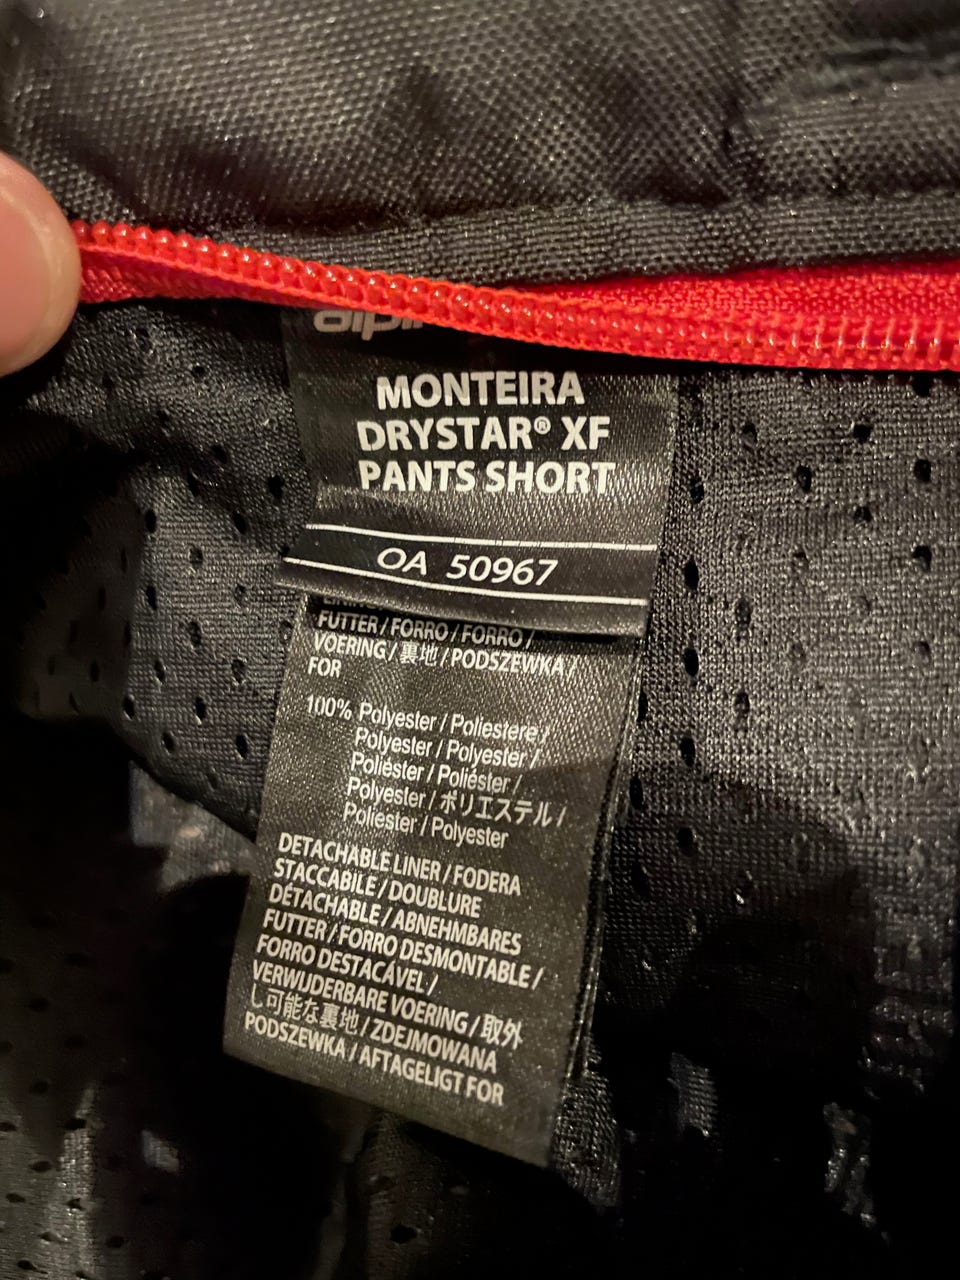 MONTEIRA
DRYSTAR® XF
PANTS SHORT
OA 50967
FUTTER / FORRO / FORRO /
VOERING / 裏地 / PODSZEWKA /
FOR
100% Polyester / Poliestere /
Polyester / Polyester /
Poliéster / Poliéster /
Polyester / ポリエステル /
Poliester / Polyester
DETACHABLE LINER / FODERA
STACCABILE / DOUBLURE
DÉTACHABLE / ABNEHMBARES
FUTTER / FORRO DESMONTABLE /
FORRO DESTACÁVEL /
VERWIJDERBARE VOERING / 取外
し可能な裏地 / ZDEJMOWANA
PODSZEWKA / AFTAGELIGT FOR